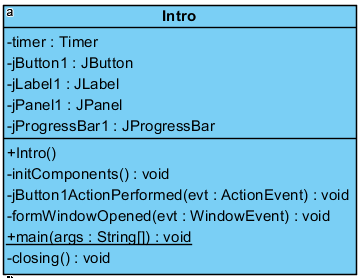 a
Intro
-timer : Timer
-jButton1 : JButton
-jLabel1 : JLabel
-jPanel1 : JPanel
-jProgressBar1 : JProgressBar
+Intro()
-initComponents() : void
-jButton1ActionPerformed(evt : ActionEvent) : void
-formWindowOpened(evt : WindowEvent) : void
+main(args : String[]) : void
-closing() : void